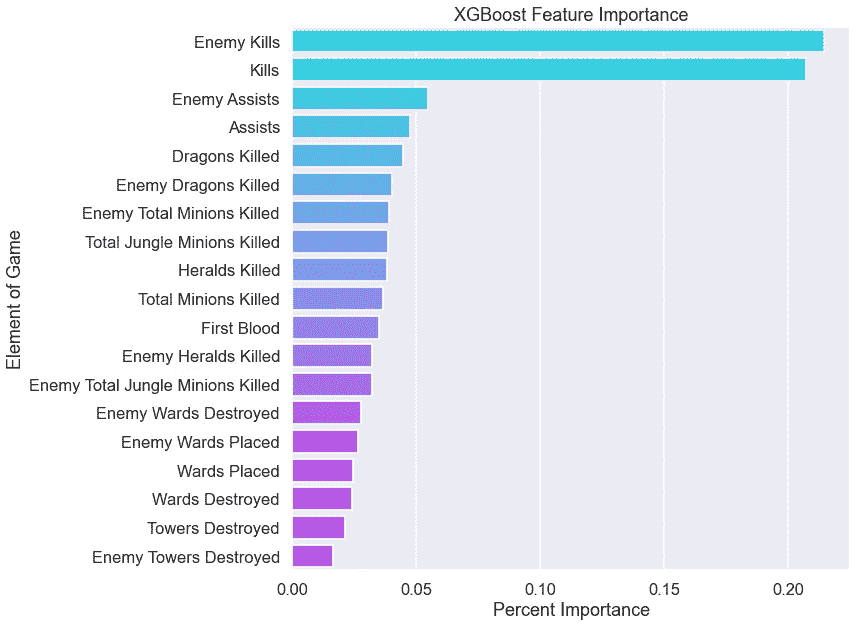 XGBoost Feature Importance
Element of Game
Enemy Kills
Kills
Enemy Assists
Assists
Dragons Killed
Enemy Dragons Killed
Enemy Total Minions Killed
Total Jungle Minions Killed
Heralds Killed
Total Minions Killed
First Blood
Enemy Heralds Killed
Enemy Total Jungle Minions Killed
Enemy Wards Destroyed
Enemy Wards Placed
Wards Placed
Wards Destroyed
Towers Destroyed
Enemy Towers Destroyed
0.00 0.05 0.10 0.15 0.20
Percent Importance